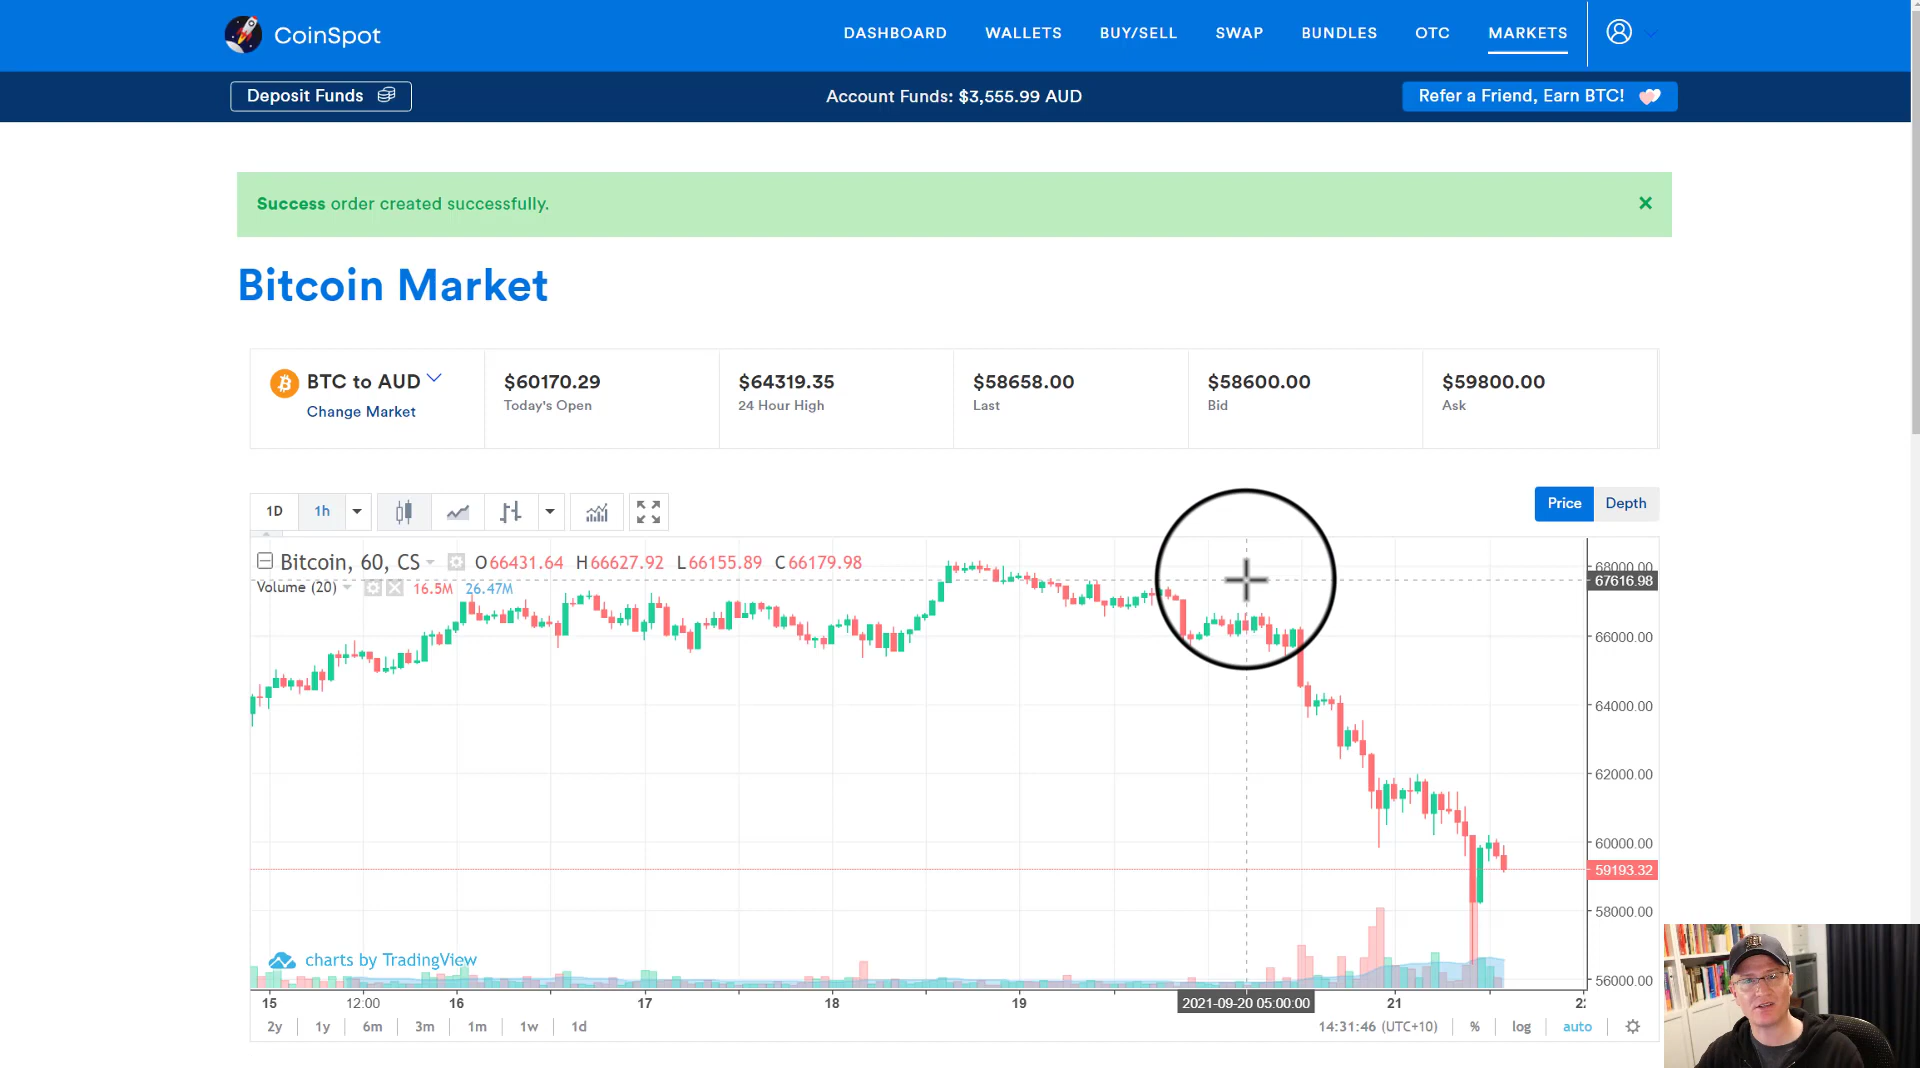 CoinSpot
DASHBOARD WALLETS BUY/SELL SWAP BUNDLES OTC MARKETS
Deposit Funds
Account Funds: $3,555.99 AUD
Refer a Friend, Earn BTC!
Success order created successfully.
×
Bitcoin Market
BTC to AUD
Change Market
$60170.29
Today's Open
$64319.35
24 Hour High
$58658.00
Last
$58600.00
Bid
$59800.00
Ask
1D 1h
Price Depth
Bitcoin, 60, CS O66431.64 H66627.92 L66155.89 C66179.98
Volume (20) 16.5M 26.47M
68000.00
67616.98
66000.00
64000.00
62000.00
60000.00
59193.32
58000.00
56000.00
charts by TradingView
15 12:00 16 17 18 19 2021-09-20 05:00:00 21
2y 1y 6m 3m 1m 1w 1d
14:31:46 (UTC+10) % log auto